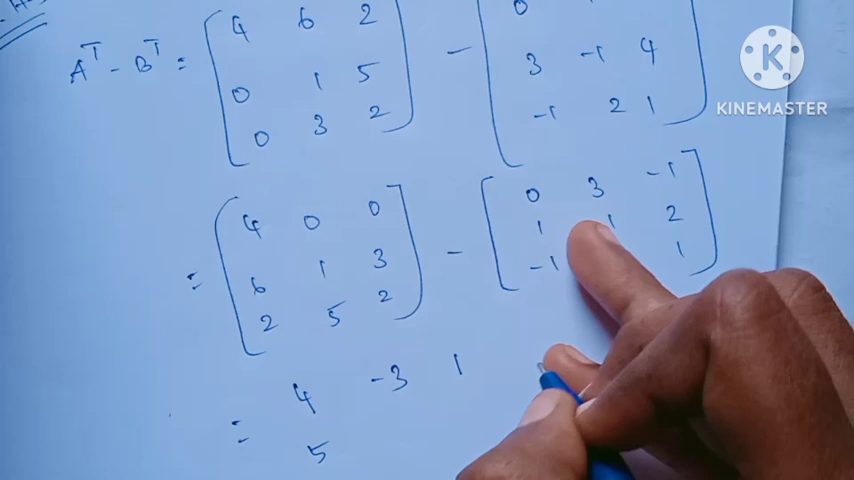 4 6 2 0
Aᵀ - Bᵀ = 0 1 5 - 3 -1 4
0 3 2 -1 2 1
K
KINEMASTER
4 0 0 0 3 -1
= 6 1 3 - 1 2
2 5 2 -1 1
= 4 -3 1
5